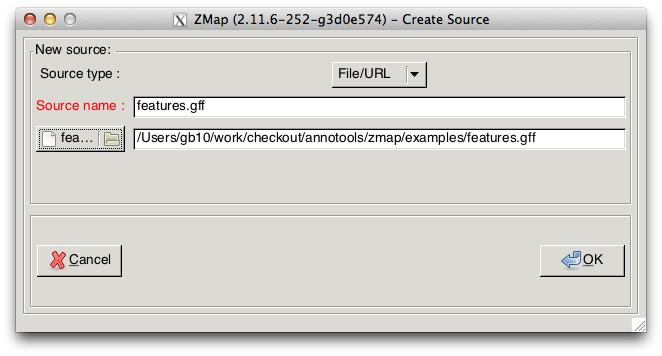 ZMap (2.11.6-252-g3d0e574) - Create Source
New source:
Source type :
File/URL
Source name :
features.gff
fea...
/Users/gb10/work/checkout/annotools/zmap/examples/features.gff
Cancel
OK